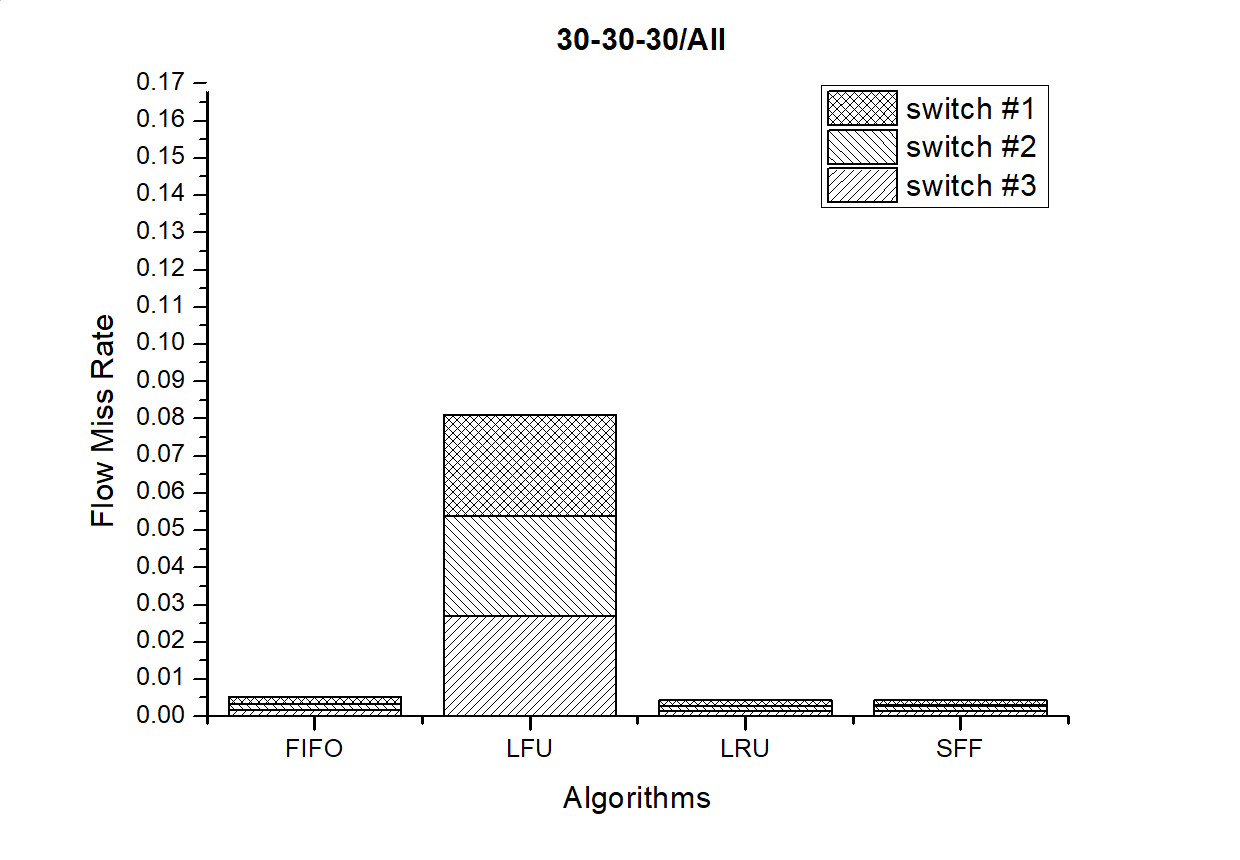 30-30-30/All
switch #1
switch #2
switch #3
0.17
0.16
0.15
0.14
0.13
0.12
0.11
0.10
0.09
0.08
0.07
0.06
0.05
0.04
0.03
0.02
0.01
0.00
Flow Miss Rate
FIFO
LFU
LRU
SFF
Algorithms